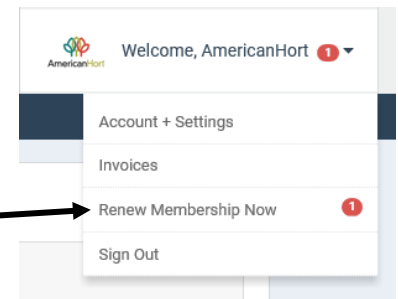 AmericanHort
Welcome, AmericanHort 1
Account + Settings
Invoices
Renew Membership Now 1
Sign Out